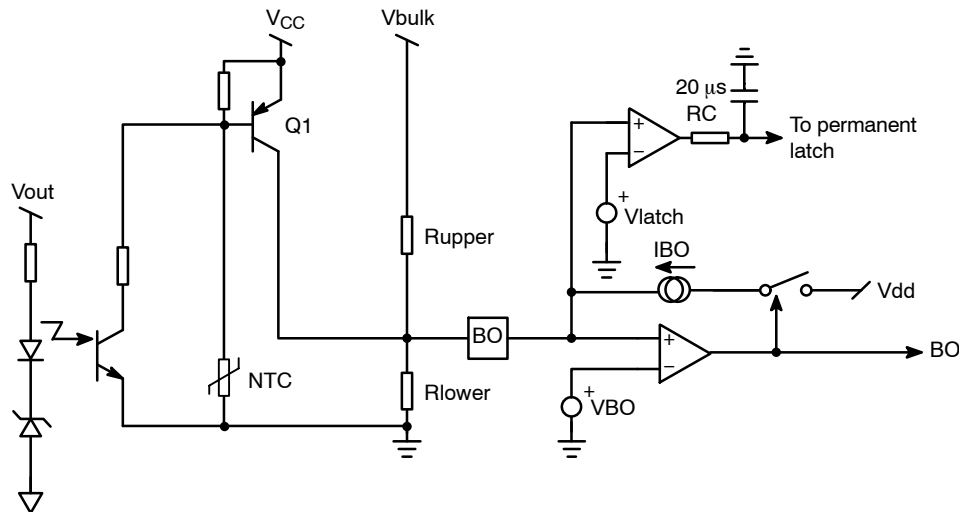 VCC
Vbulk
20 μs
RC
To permanent
latch
Q1
Vout
Vlatch
Rupper
IBO
Vdd
BO
BO
NTC
Rlower
VBO
+
−
+
+
−
+